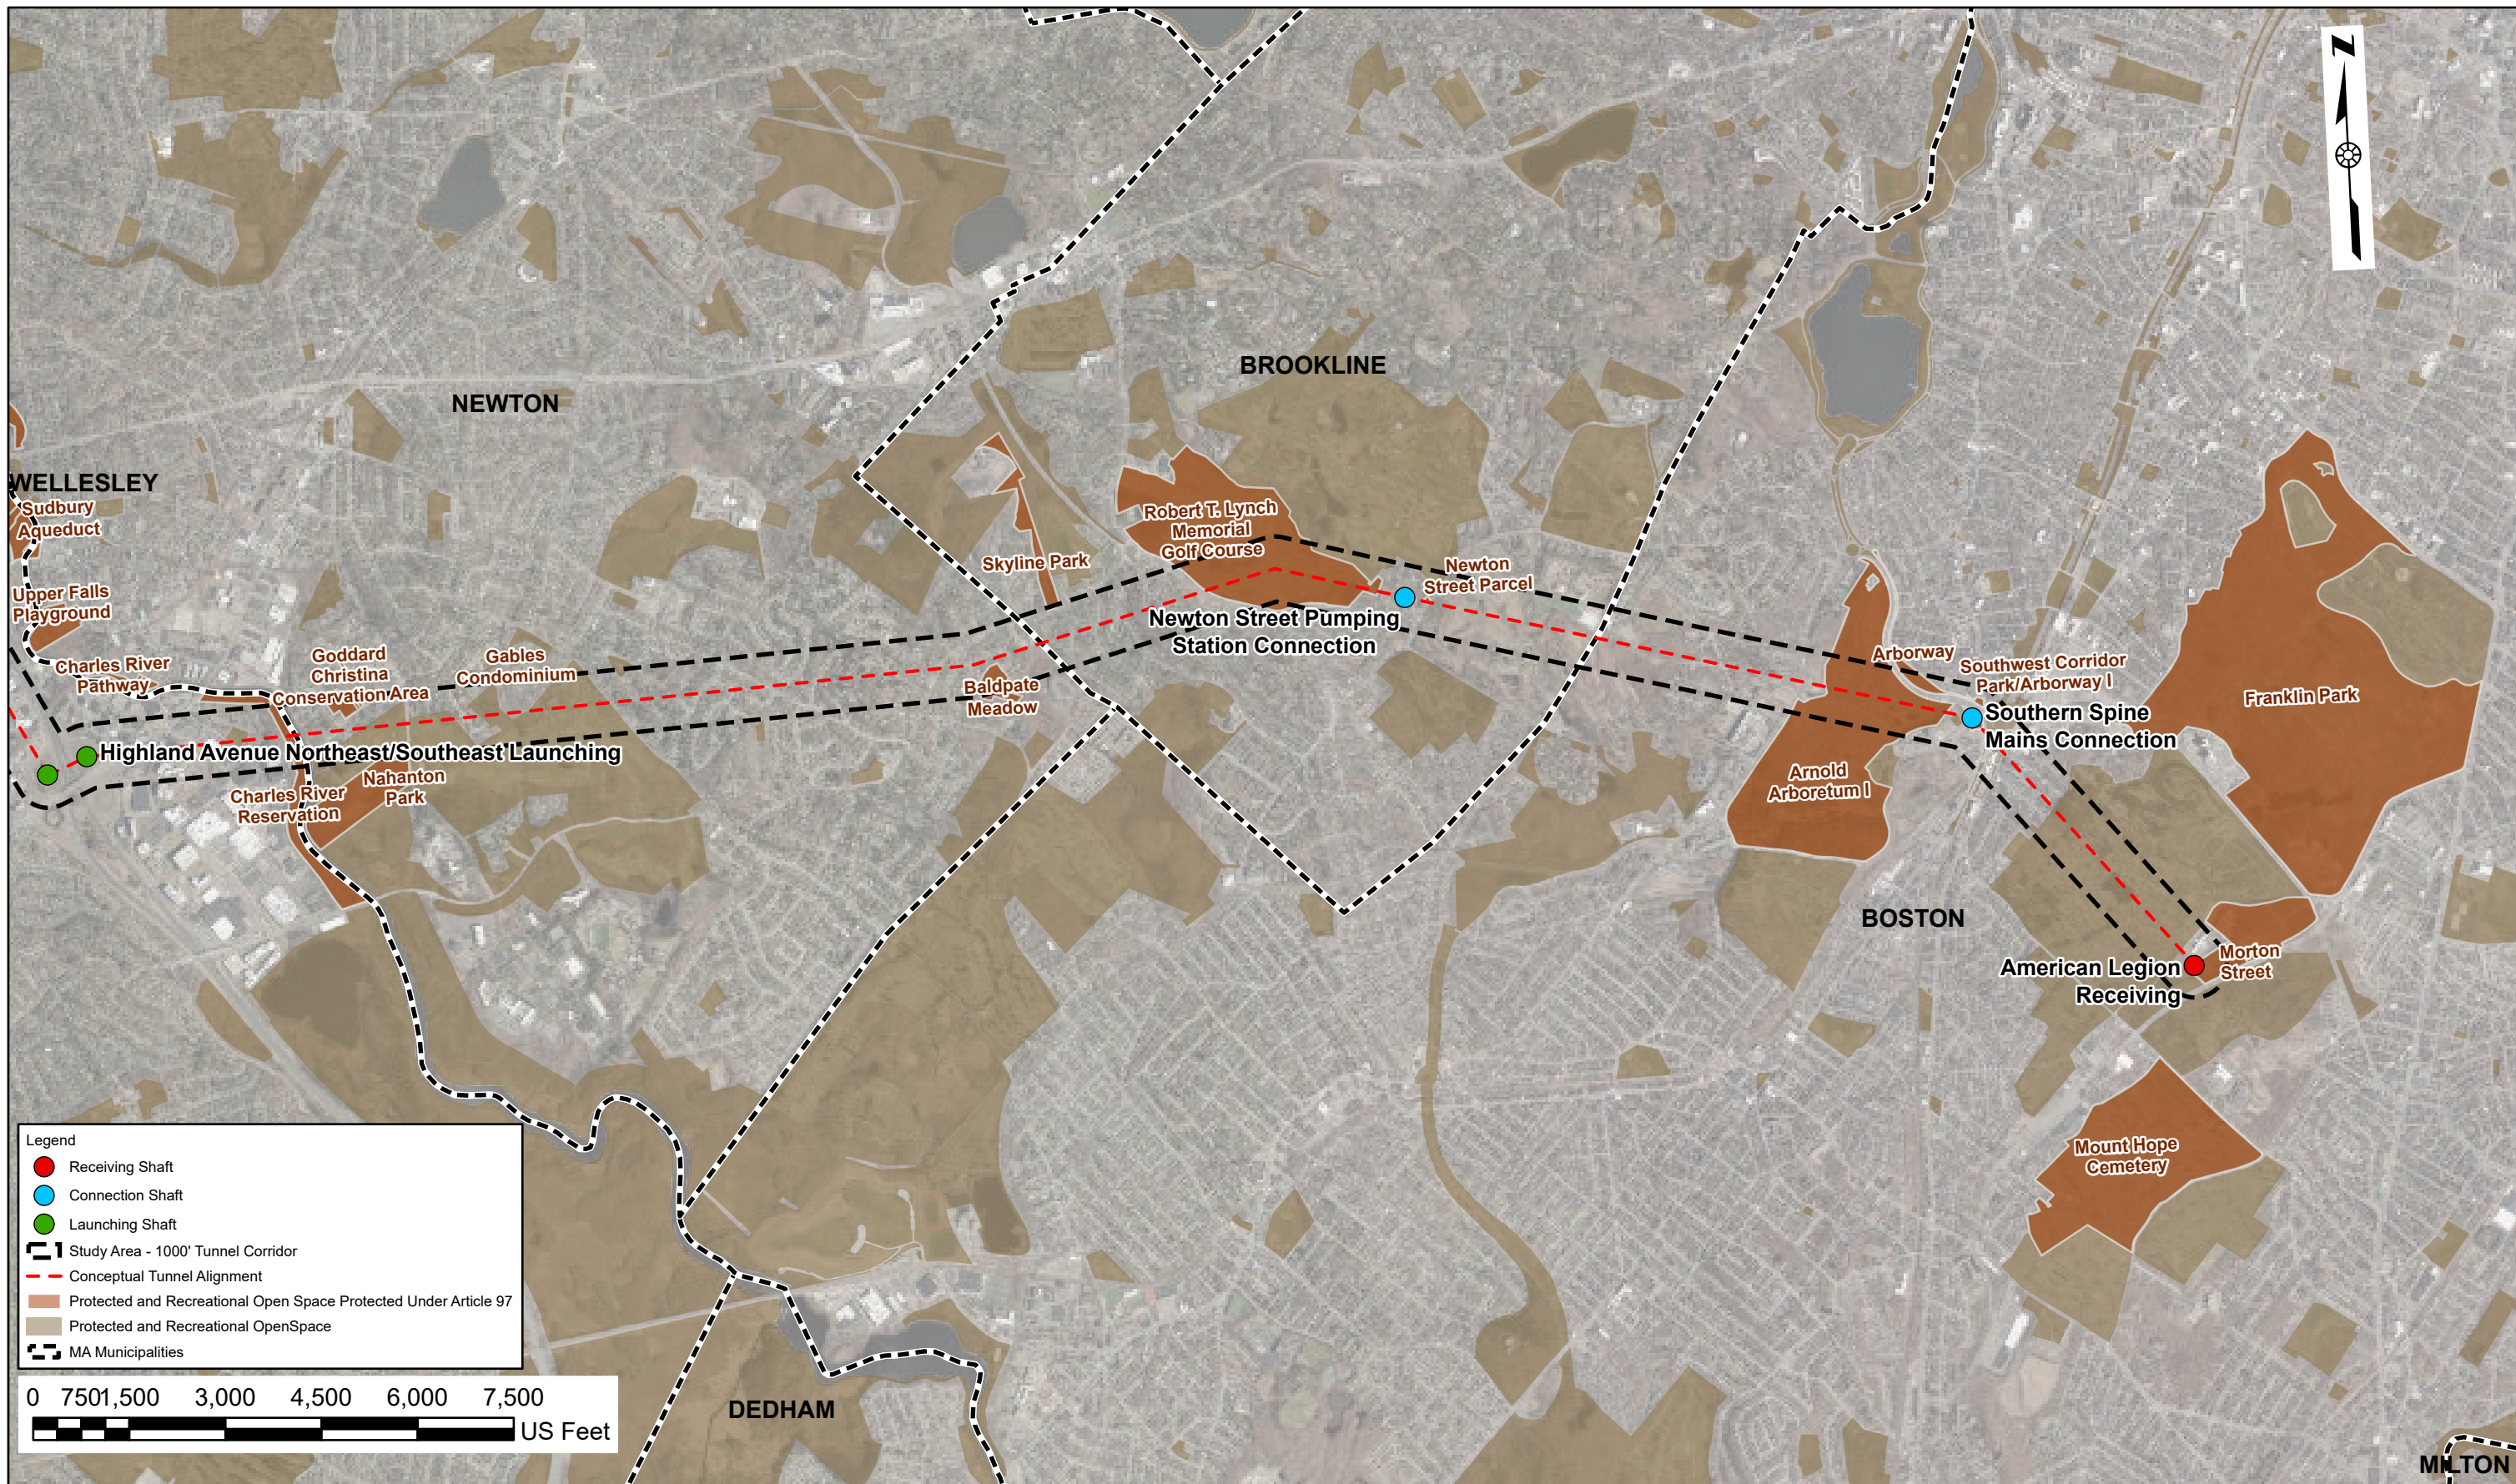 N
BROOKLINE
NEWTON
WELLESLEY
Sudbury
Aqueduct
Robert T. Lynch
Memorial
Golf Course
Skyline Park
Newton
Street Parcel
Upper Falls
Playground
Newton Street Pumping
Station Connection
Charles River
Pathway
Goddard
Christina
Conservation Area
Gables
Condominium
Baldpate
Meadow
Arborway
Southwest Corridor
Park/Arborway I
Franklin Park
Southern Spine
Mains Connection
Highland Avenue Northeast/Southeast Launching
Nahanton
Park
Charles River
Reservation
Arnold
Arboretum I
BOSTON
American Legion
Receiving
Morton
Street
Mount Hope
Cemetery
Legend
Receiving Shaft
Connection Shaft
Launching Shaft
Study Area - 1000' Tunnel Corridor
Conceptual Tunnel Alignment
Protected and Recreational Open Space Protected Under Article 97
Protected and Recreational OpenSpace
MA Municipalities
0 750 1,500 3,000 4,500 6,000 7,500
US Feet
DEDHAM
MILTON